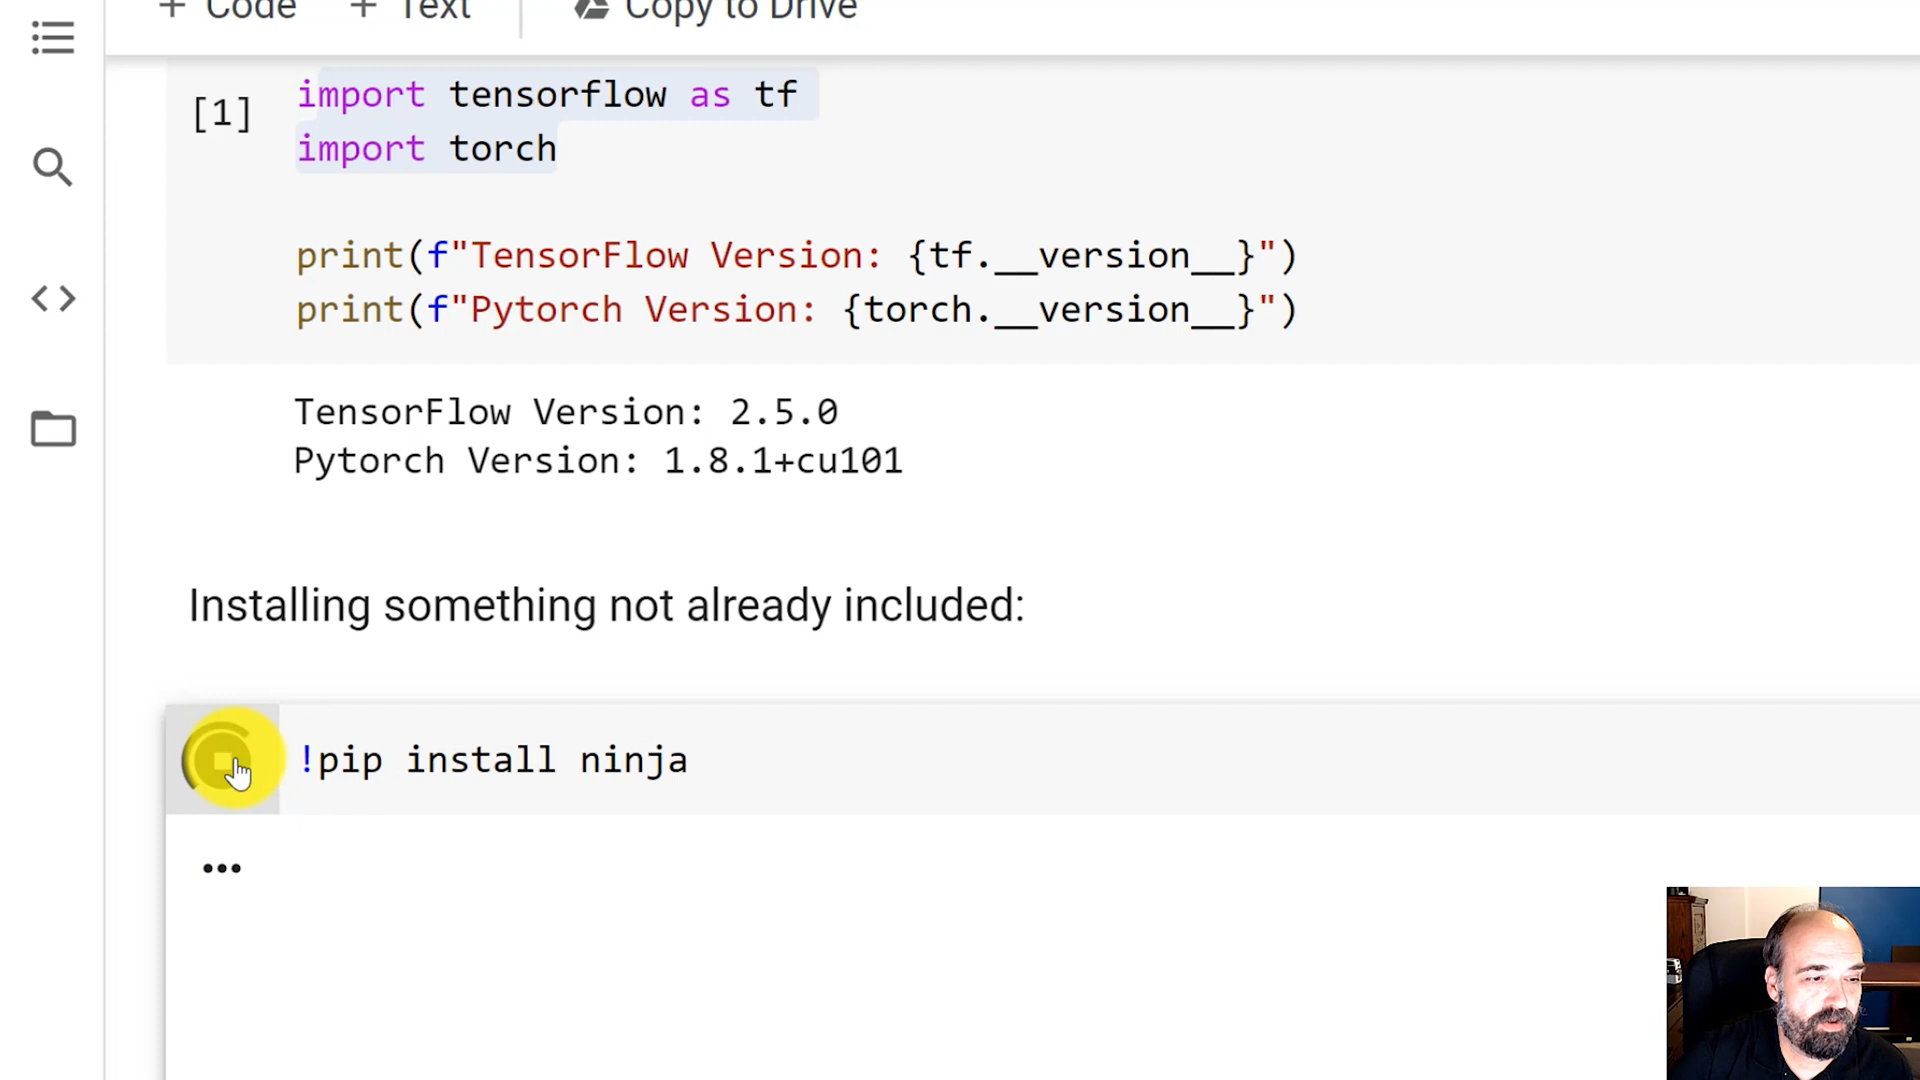 + Code + Text Copy to Drive
[1] import tensorflow as tf
import torch
print(f"TensorFlow Version: {tf.__version__}")
print(f"Pytorch Version: {torch.__version__}")
TensorFlow Version: 2.5.0
Pytorch Version: 1.8.1+cu101
Installing something not already included:
!pip install ninja
...